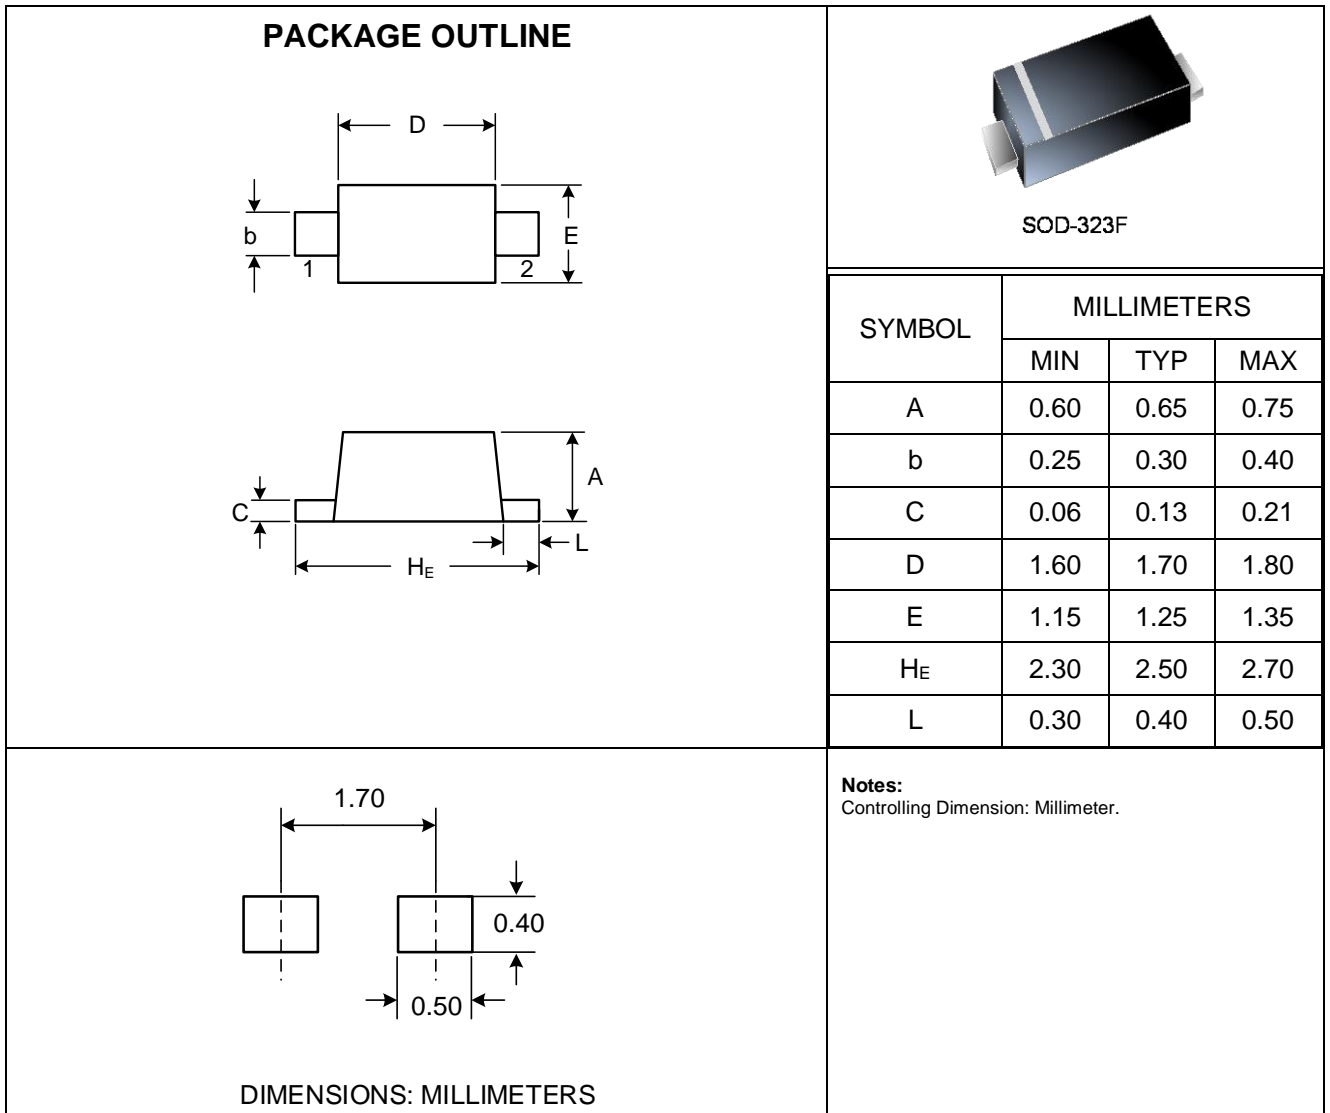 PACKAGE OUTLINE
D
b
E
1
2
A
C
L
HE
SOD-323F
SYMBOL
MILLIMETERS
MIN TYP MAX
A 0.60 0.65 0.75
b 0.25 0.30 0.40
C 0.06 0.13 0.21
D 1.60 1.70 1.80
E 1.15 1.25 1.35
HE 2.30 2.50 2.70
L 0.30 0.40 0.50
1.70
0.40
0.50
DIMENSIONS: MILLIMETERS
Notes:
Controlling Dimension: Millimeter.